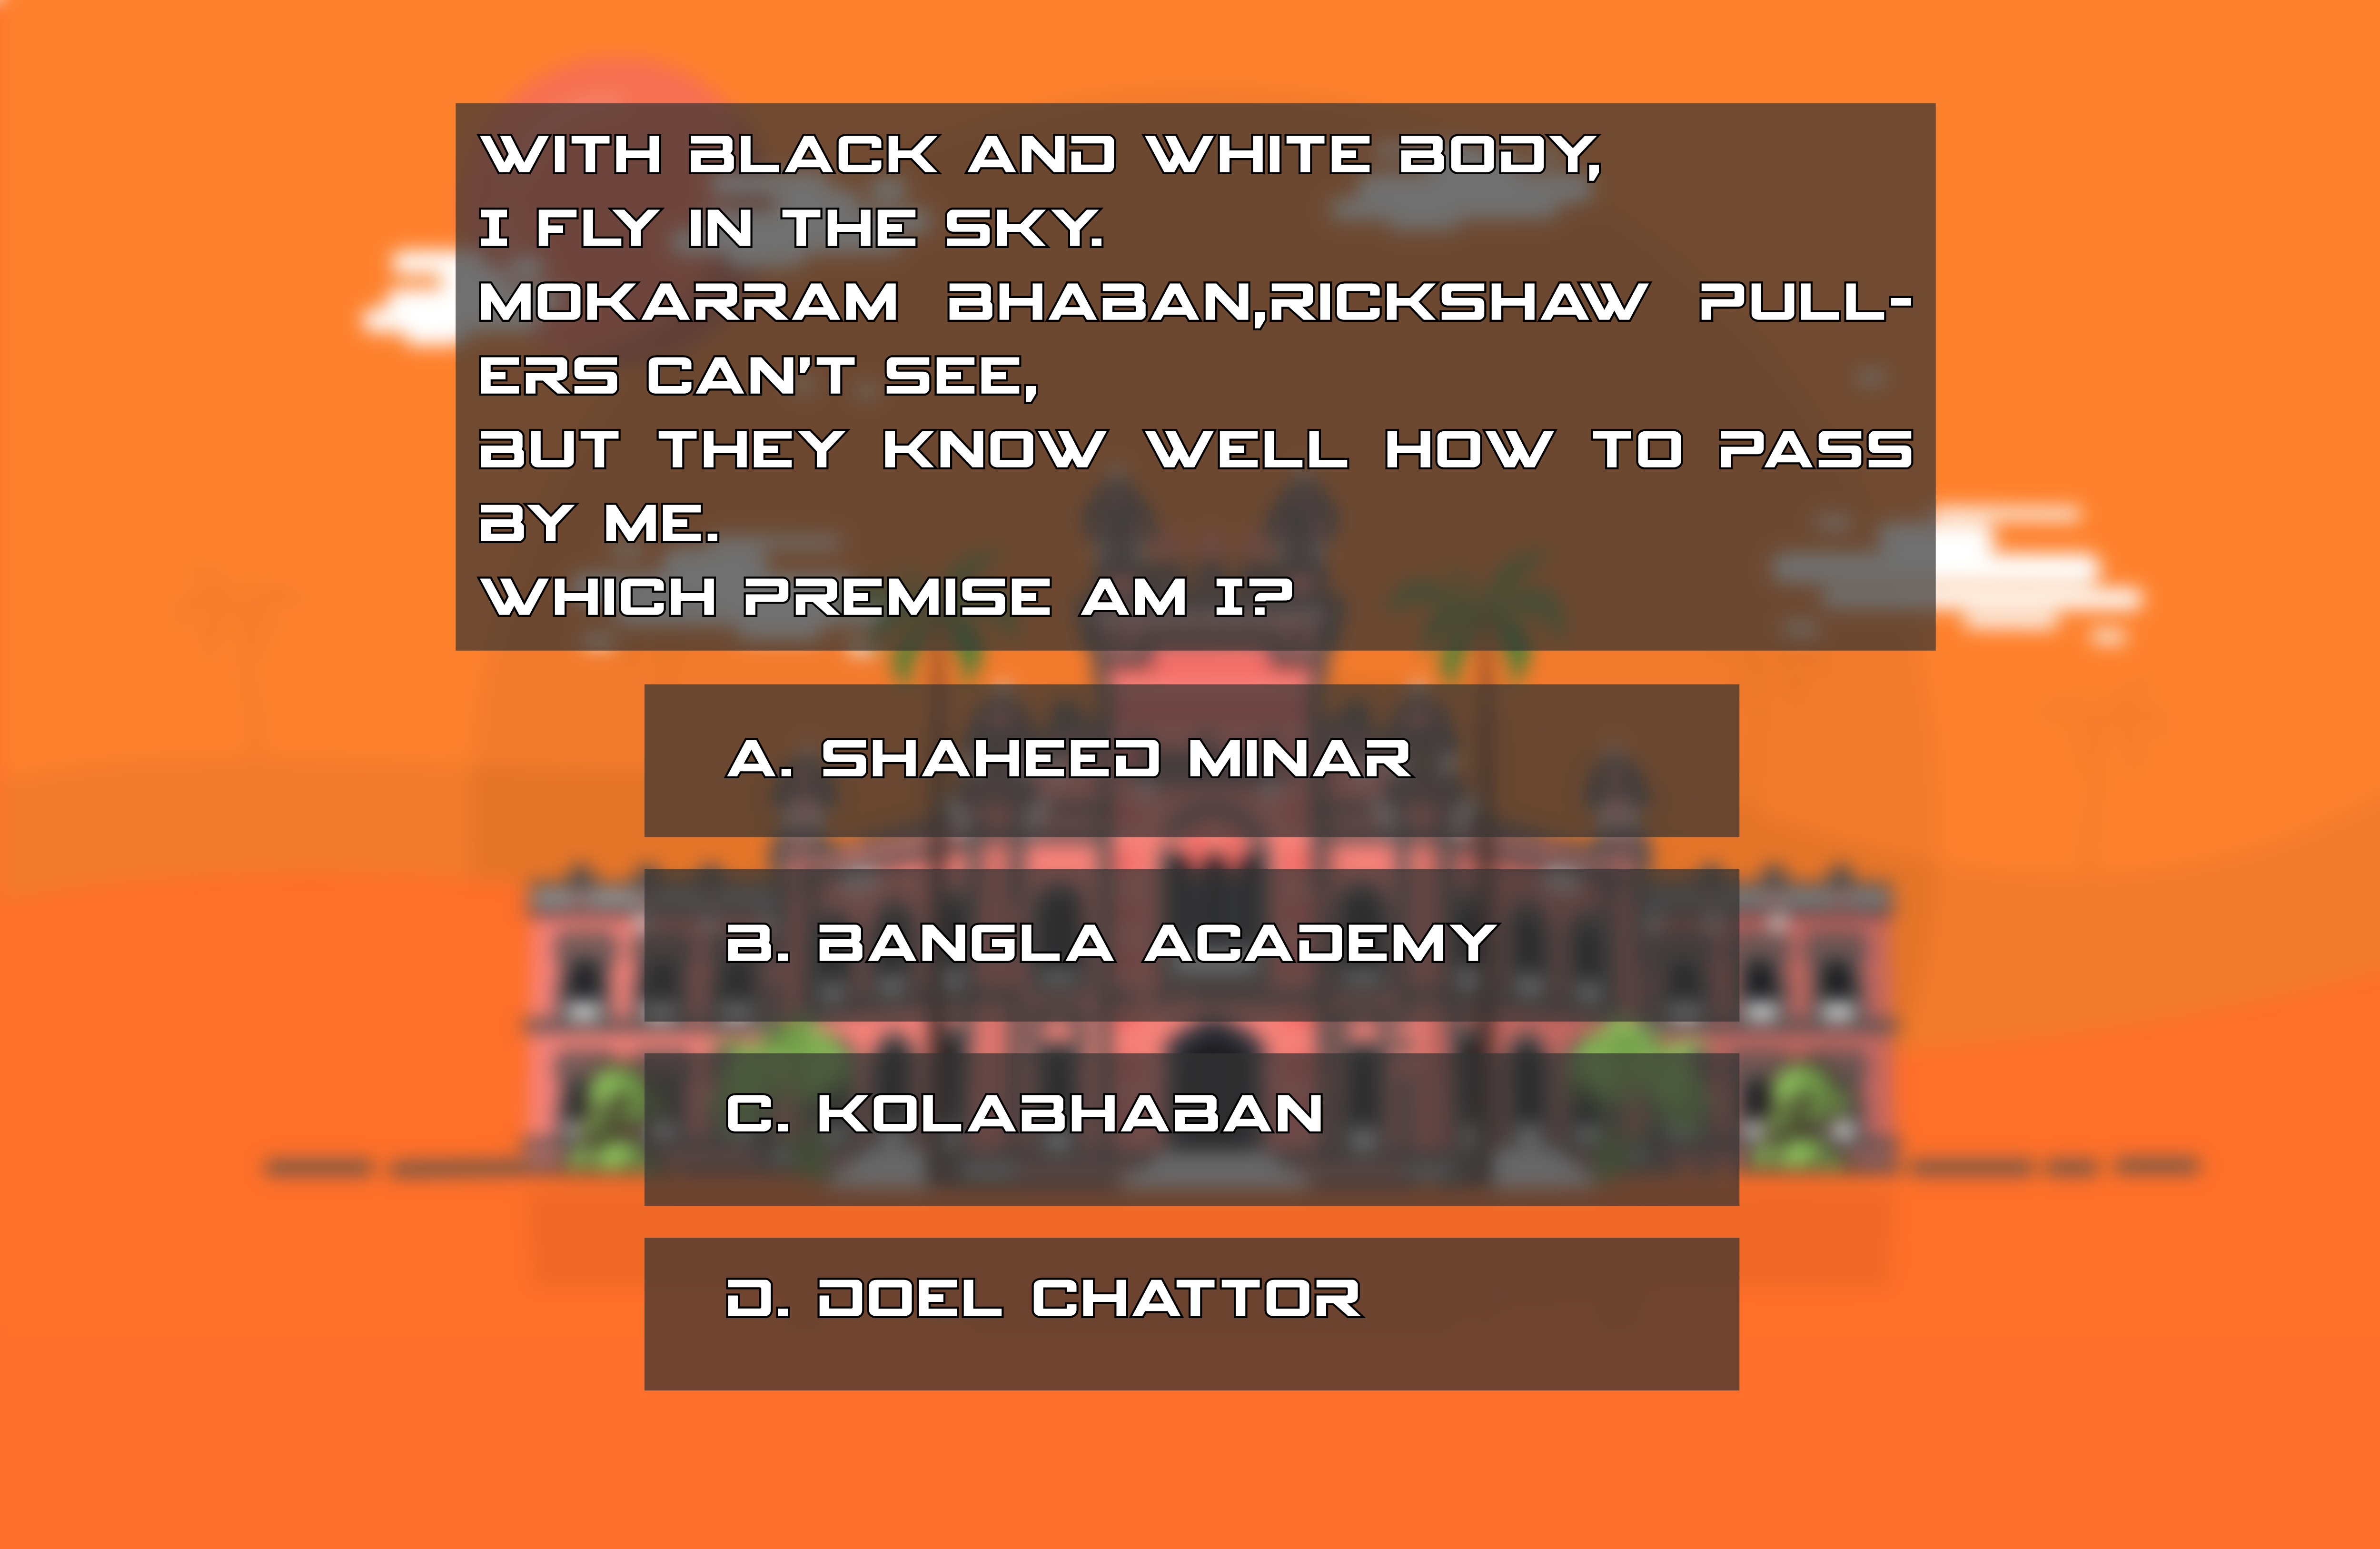 WITH BLACK AND WHITE BODY,
I FLY IN THE SKY.
MOKARRAM BHABAN,RICKSHAW PULL-
ERS CAN'T SEE,
BUT THEY KNOW WELL HOW TO PASS
BY ME.
WHICH PREMISE AM I?
A. SHAHEED MINAR
B. BANGLA ACADEMY
C. KOLABHABAN
D. DOEL CHATTOR